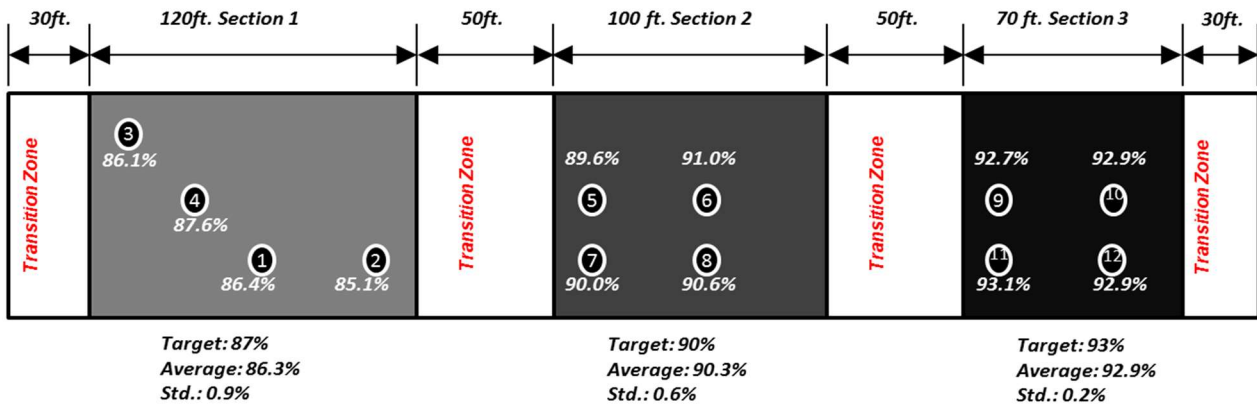 30ft. 120ft. Section 1 50ft. 100 ft. Section 2 50ft. 70 ft. Section 3 30ft.
Transition Zone
3
86.1%
4
87.6%
1 2
86.4% 85.1%
Transition Zone
89.6% 91.0%
5 6
7 8
90.0% 90.6%
Transition Zone
92.7% 92.9%
9 10
11 12
93.1% 92.9%
Transition Zone
Target: 87%
Average: 86.3%
Std.: 0.9%
Target: 90%
Average: 90.3%
Std.: 0.6%
Target: 93%
Average: 92.9%
Std.: 0.2%